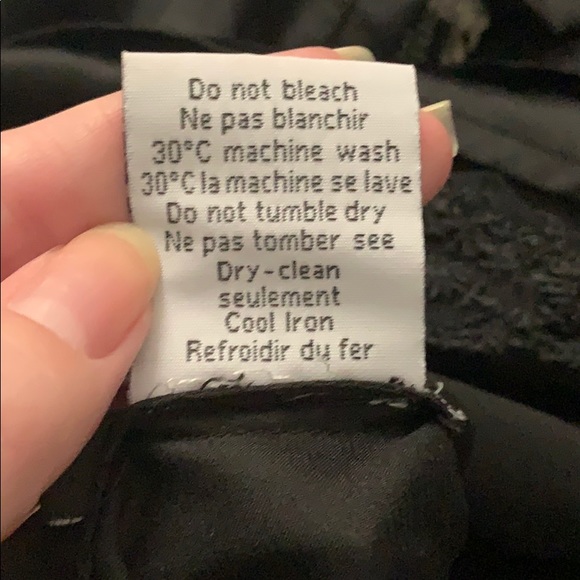 Do not bleach
Ne pas blanchir
30°C machine wash
30°C la machine se lave
Do not tumble dry
Ne pas tomber see
Dry-clean
seulement
Cool Iron
Refroidir du fer